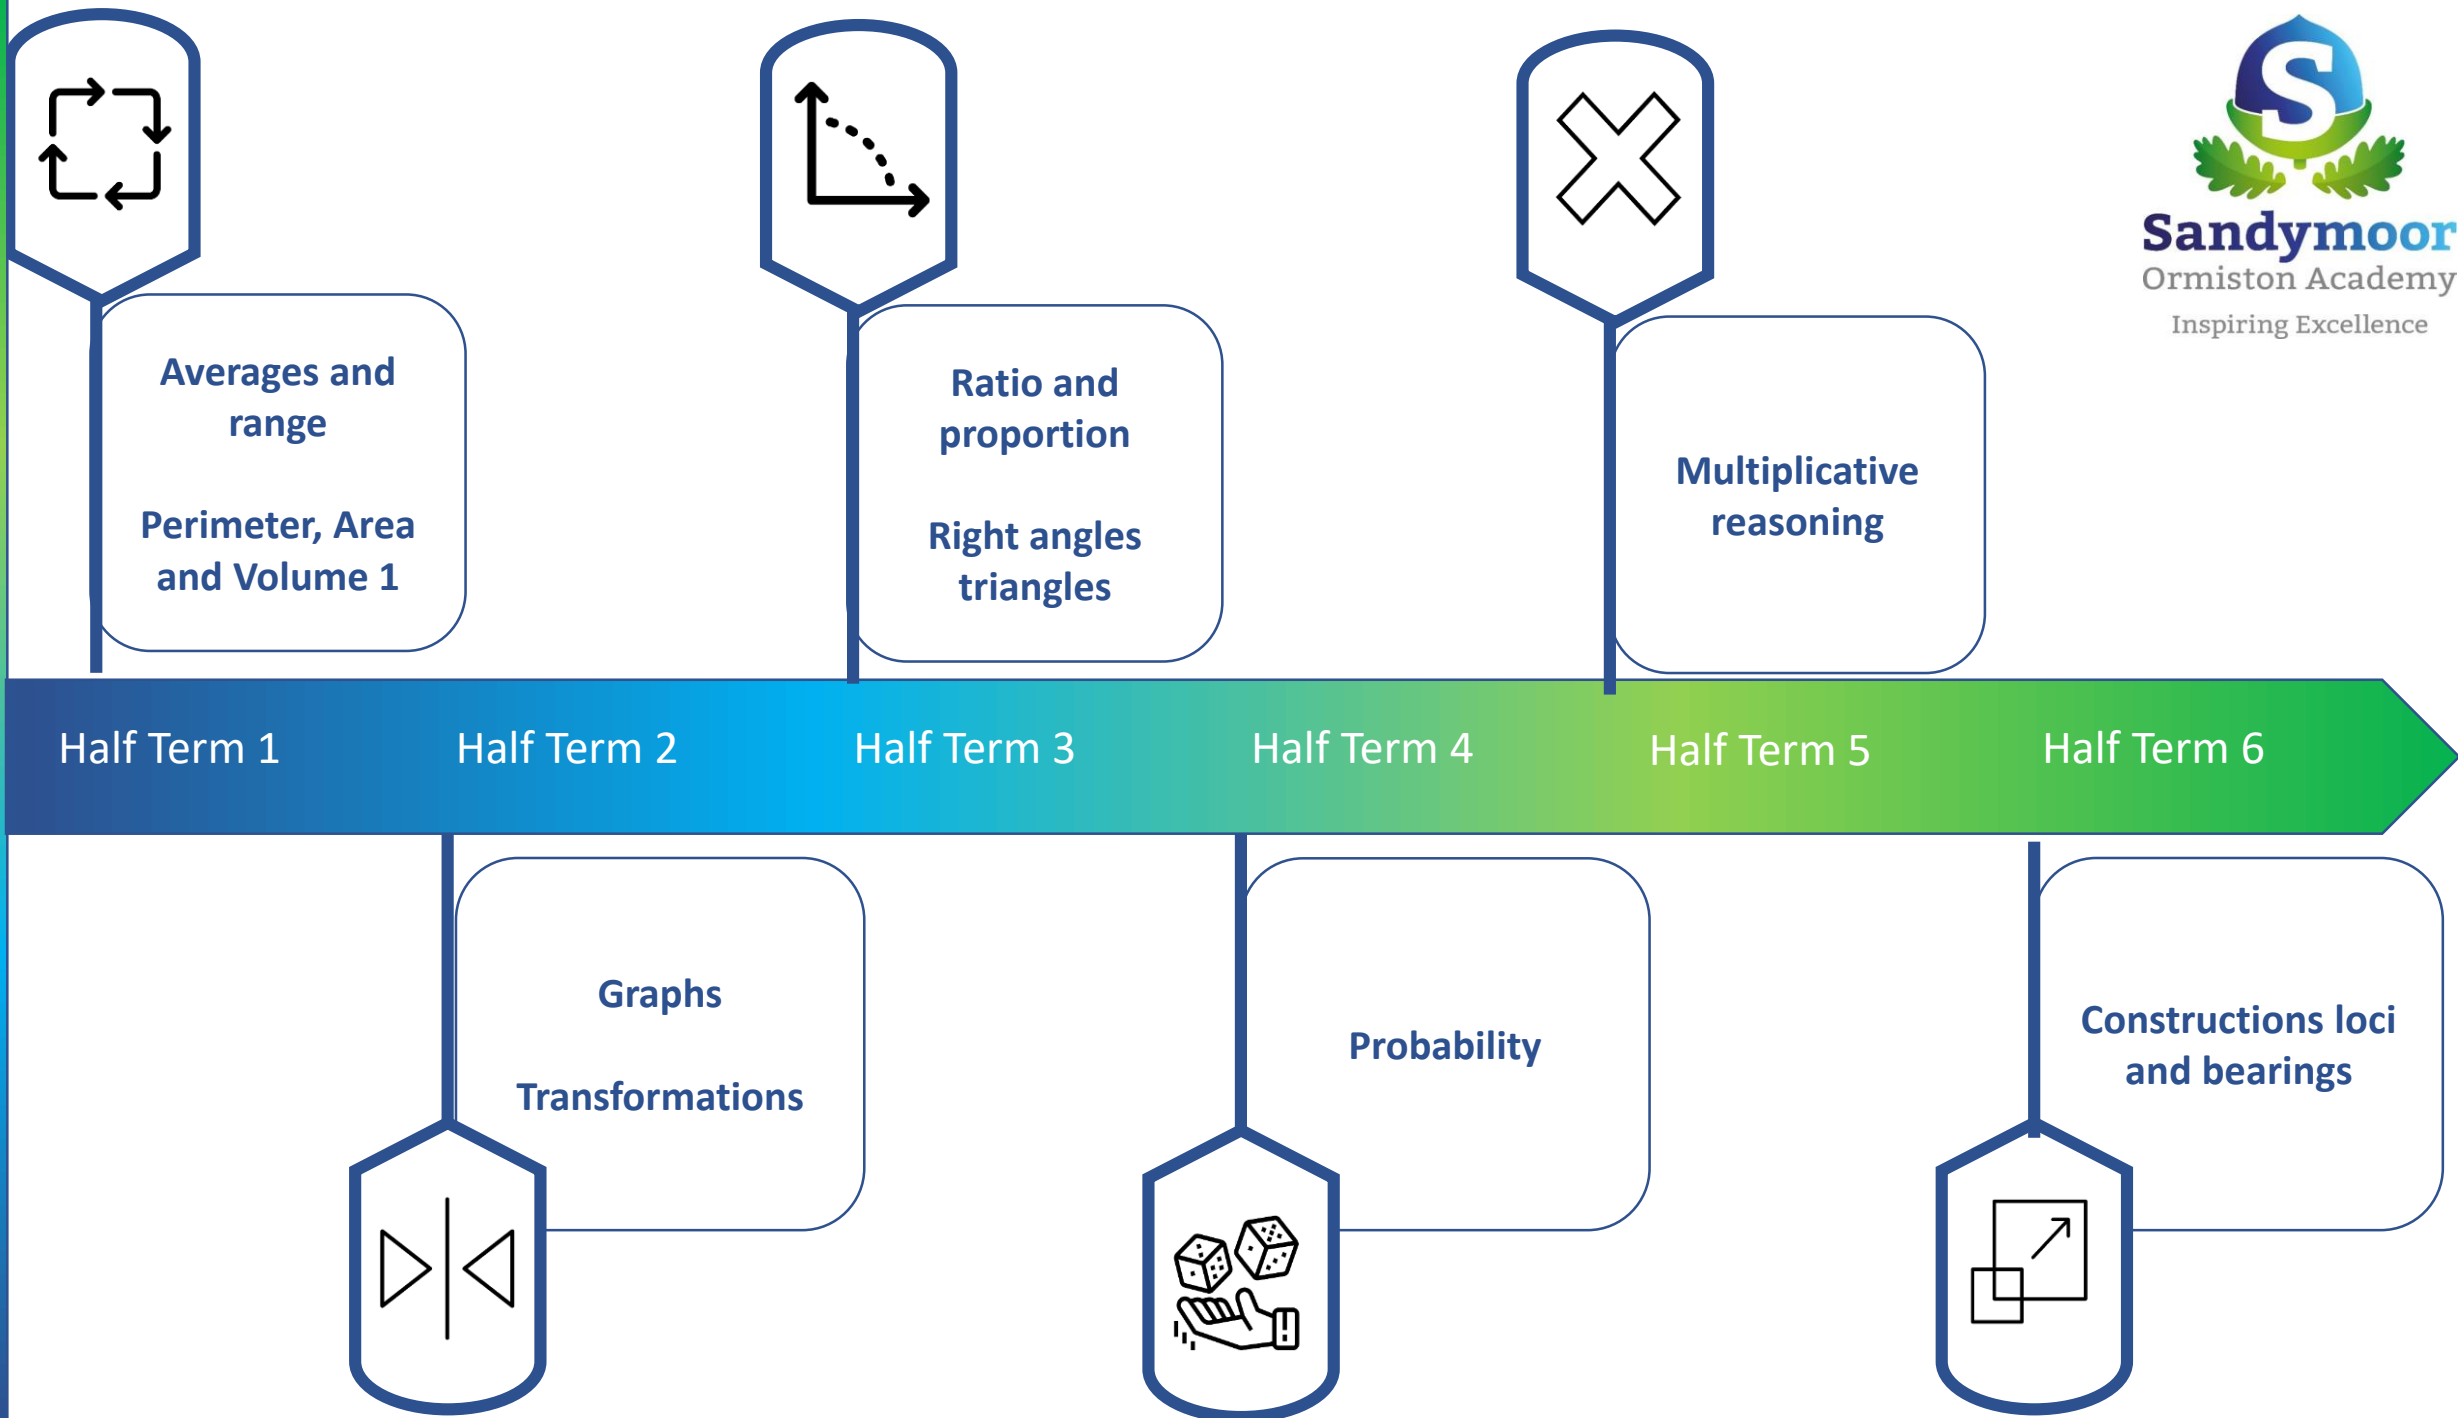 Sandymoor
Ormiston Academy
Inspiring Excellence
Averages and
range
Perimeter, Area
and Volume 1
Ratio and
proportion
Right angles
triangles
Multiplicative
reasoning
Half Term 1
Half Term 2
Half Term 3
Half Term 4
Half Term 5
Half Term 6
Graphs
Transformations
Probability
Constructions loci
and bearings